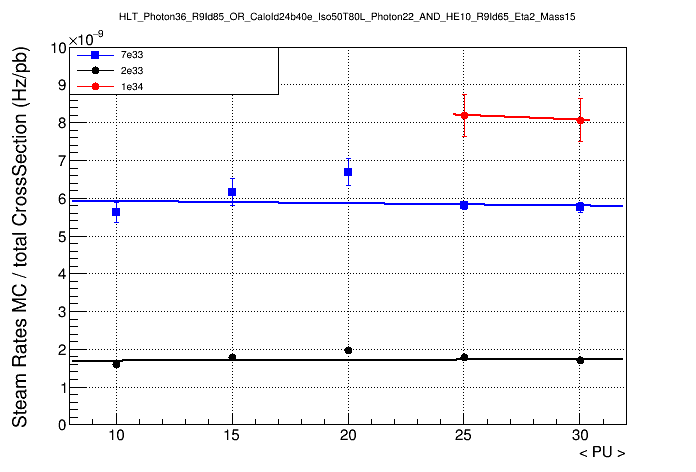 HLT_Photon36_R9Id85_OR_CaloId24b40e_Iso50T80L_Photon22_AND_HE10_R9Id65_Eta2_Mass15
×10⁻⁹
7e33
2e33
1e34
Steam Rates MC / total CrossSection (Hz/pb)
10
9
8
7
6
5
4
3
2
1
0
10 15 20 25 30
< PU >